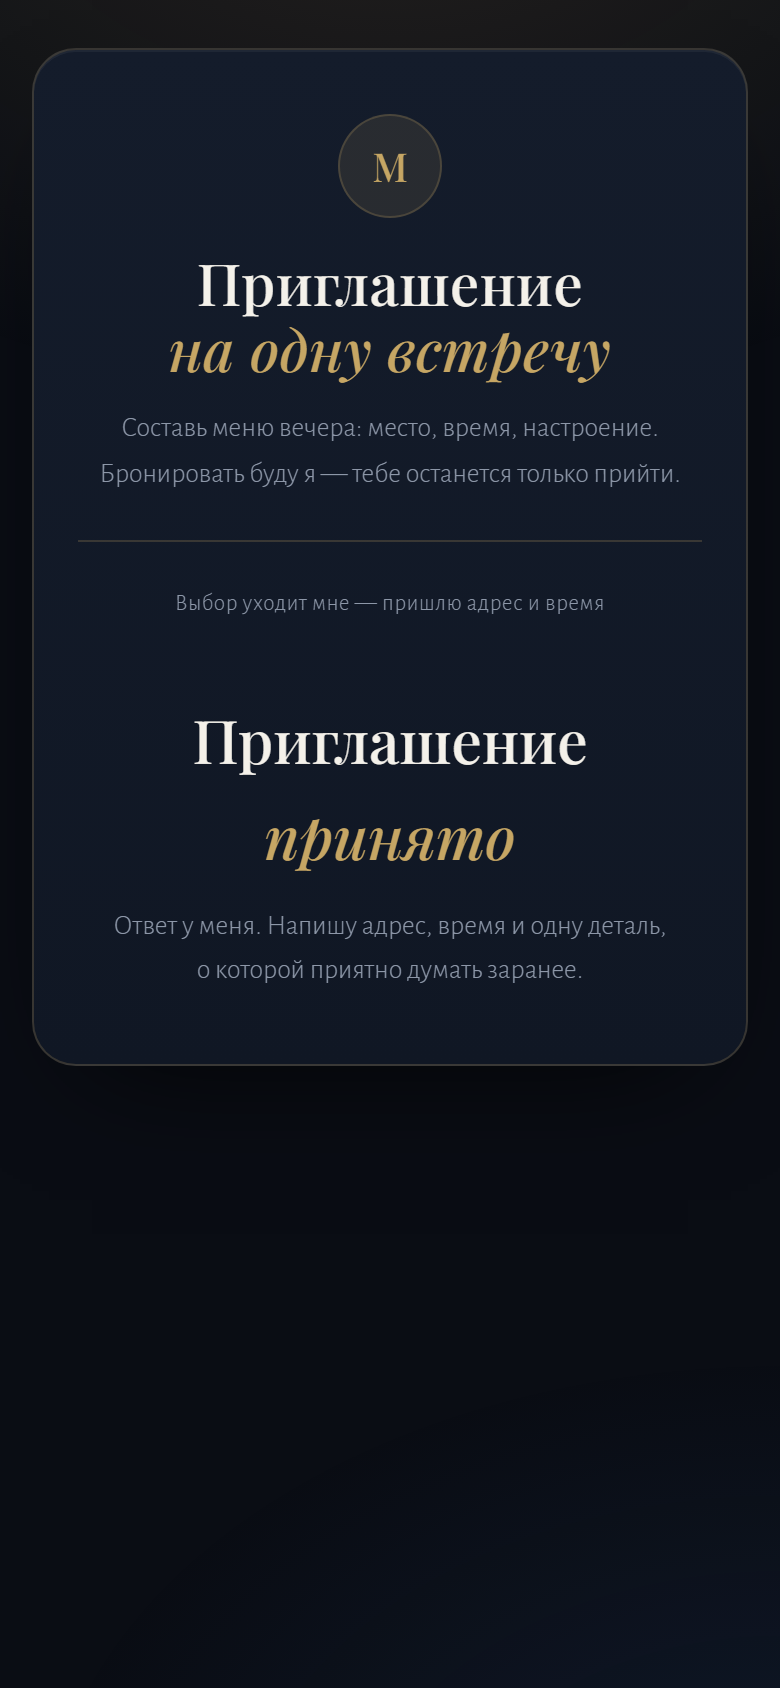 М
Приглашение
на одну встречу
Составь меню вечера: место, время, настроение.
Бронировать буду я — тебе останется только прийти.
Выбор уходит мне — пришлю адрес и время
Приглашение
принято
Ответ у меня. Напишу адрес, время и одну деталь,
о которой приятно думать заранее.